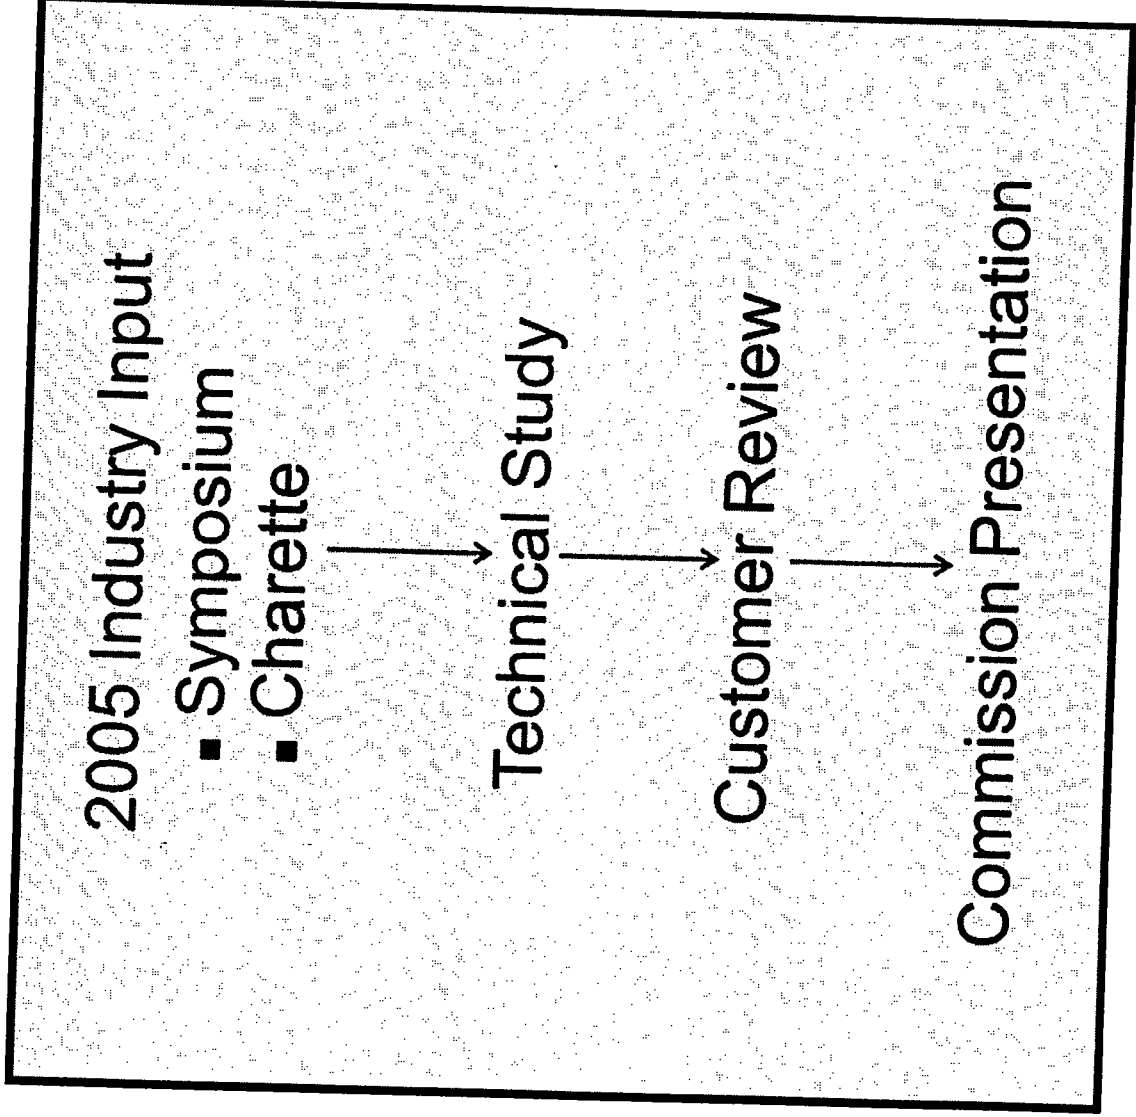 2005 Industry Input
▪ Symposium
▪ Charette
Technical Study
Customer Review
Commission Presentation